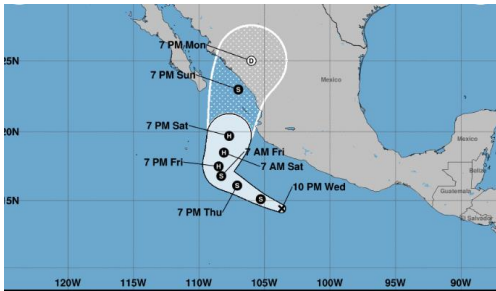 7 PM Mon
D
25N
7 PM Sun
S
Mexico
7 PM Sat
H
20N
7 AM Fri
H
7 PM Fri
H
7 AM Sat
S
10 PM Wed
S
S
7 PM Thu
15N
Mexico
Belize
Guatemala
El Salvador
120W
115W
110W
105W
100W
95W
90W